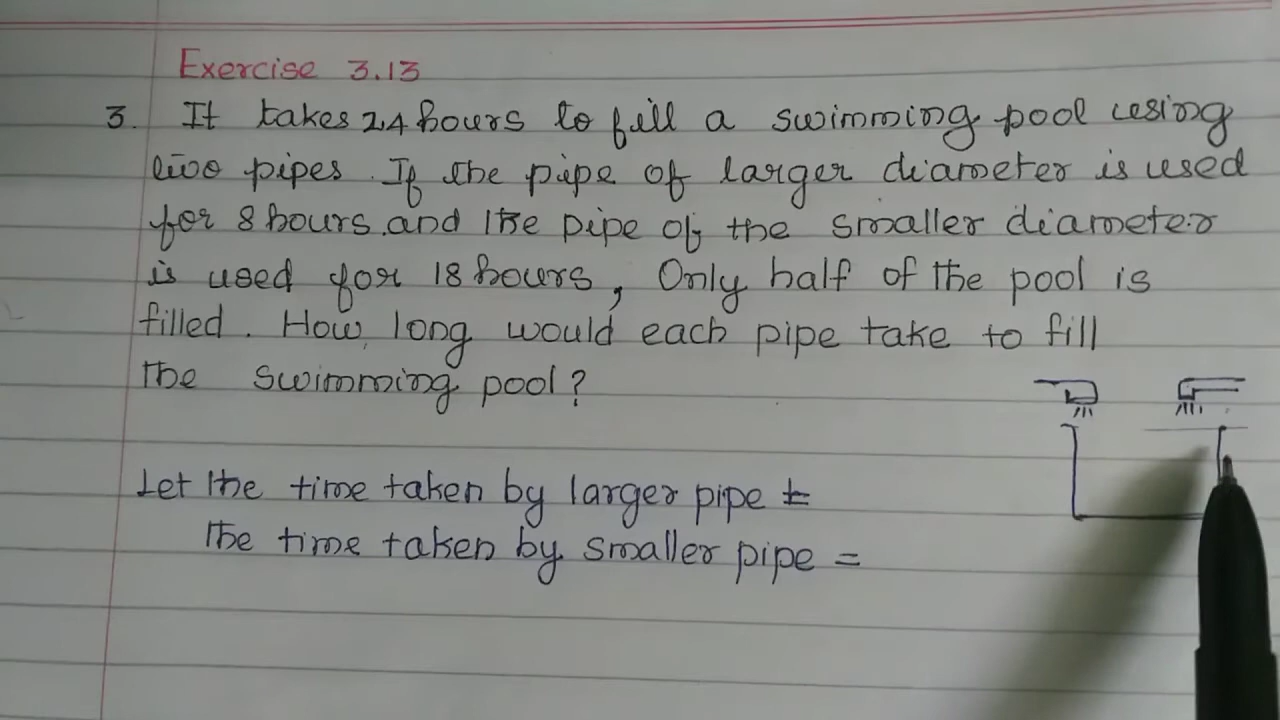 Exercise 3.13
3. It takes 24 hours to fill a swimming pool using
two pipes. If the pipe of larger diameter is used
for 8 hours and the pipe of the smaller diameter
is used for 18 hours, Only half of the pool is
filled. How long would each pipe take to fill
the swimming pool?
Let the time taken by larger pipe =
the time taken by smaller pipe =